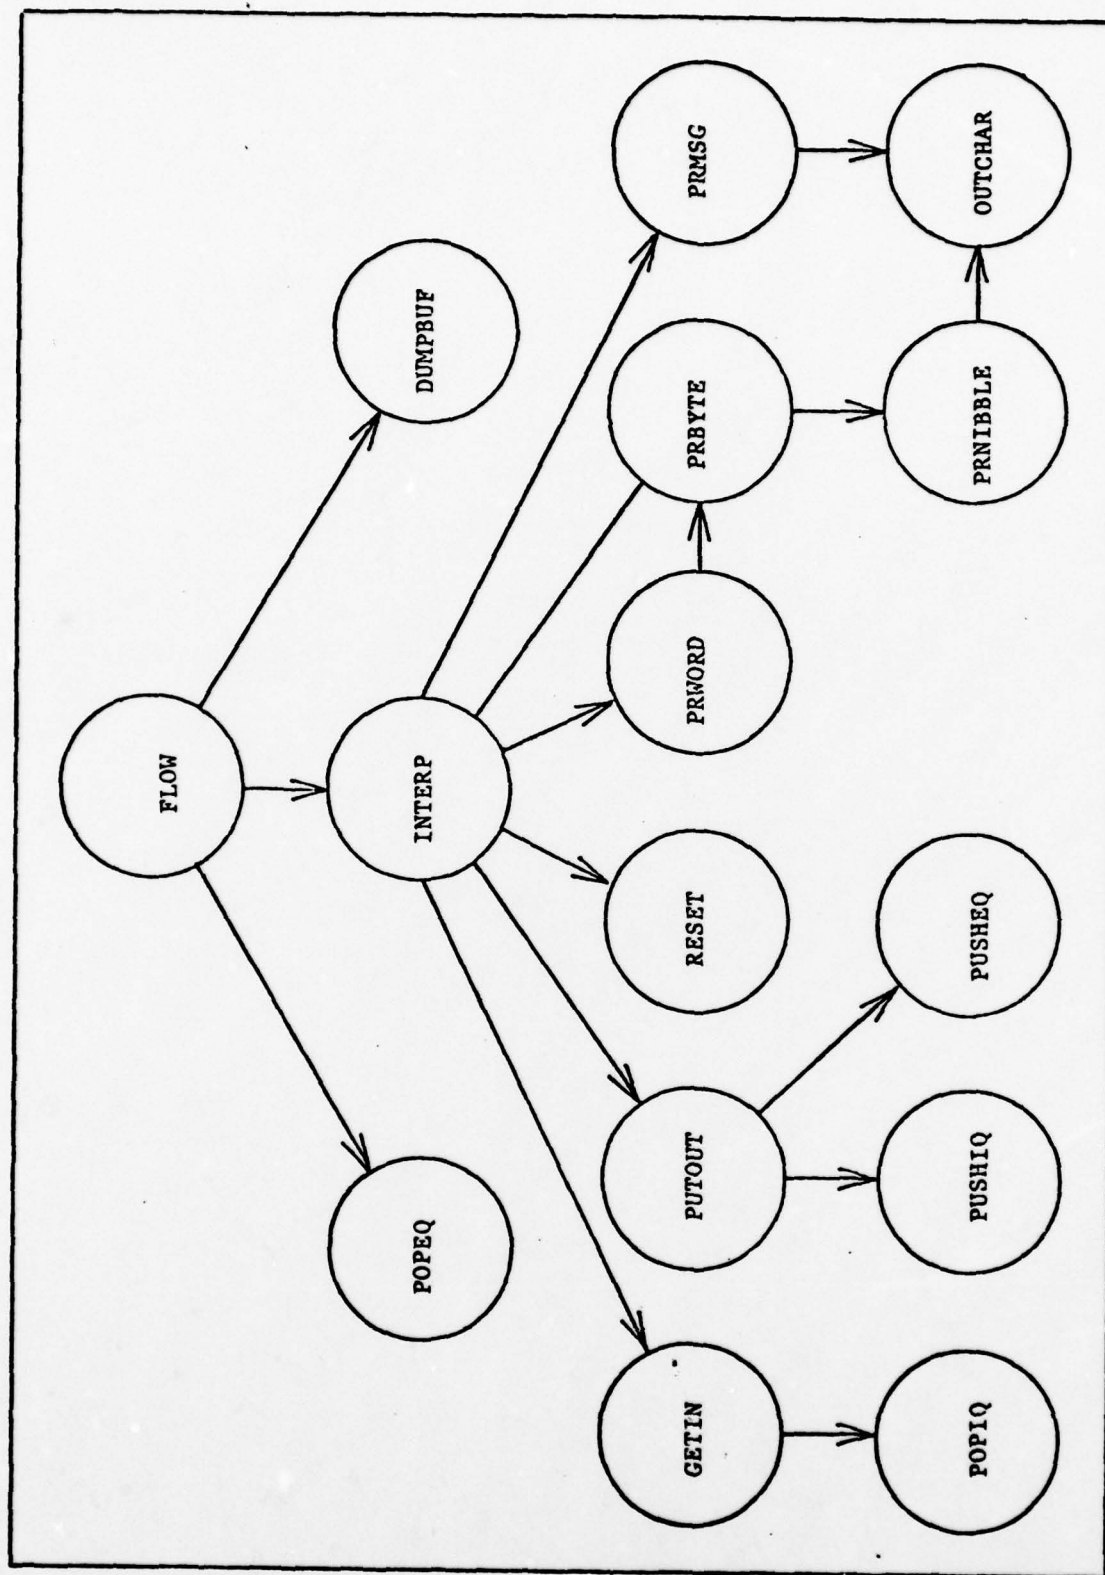 FLOW
POPEQ
INTERP
DUMPBUF
GETIN
PUTOUT
RESET
PRWORD
PRBYTE
PRMSG
POPIQ
PUSHIQ
PUSHEQ
PRNIBBLE
OUTCHAR